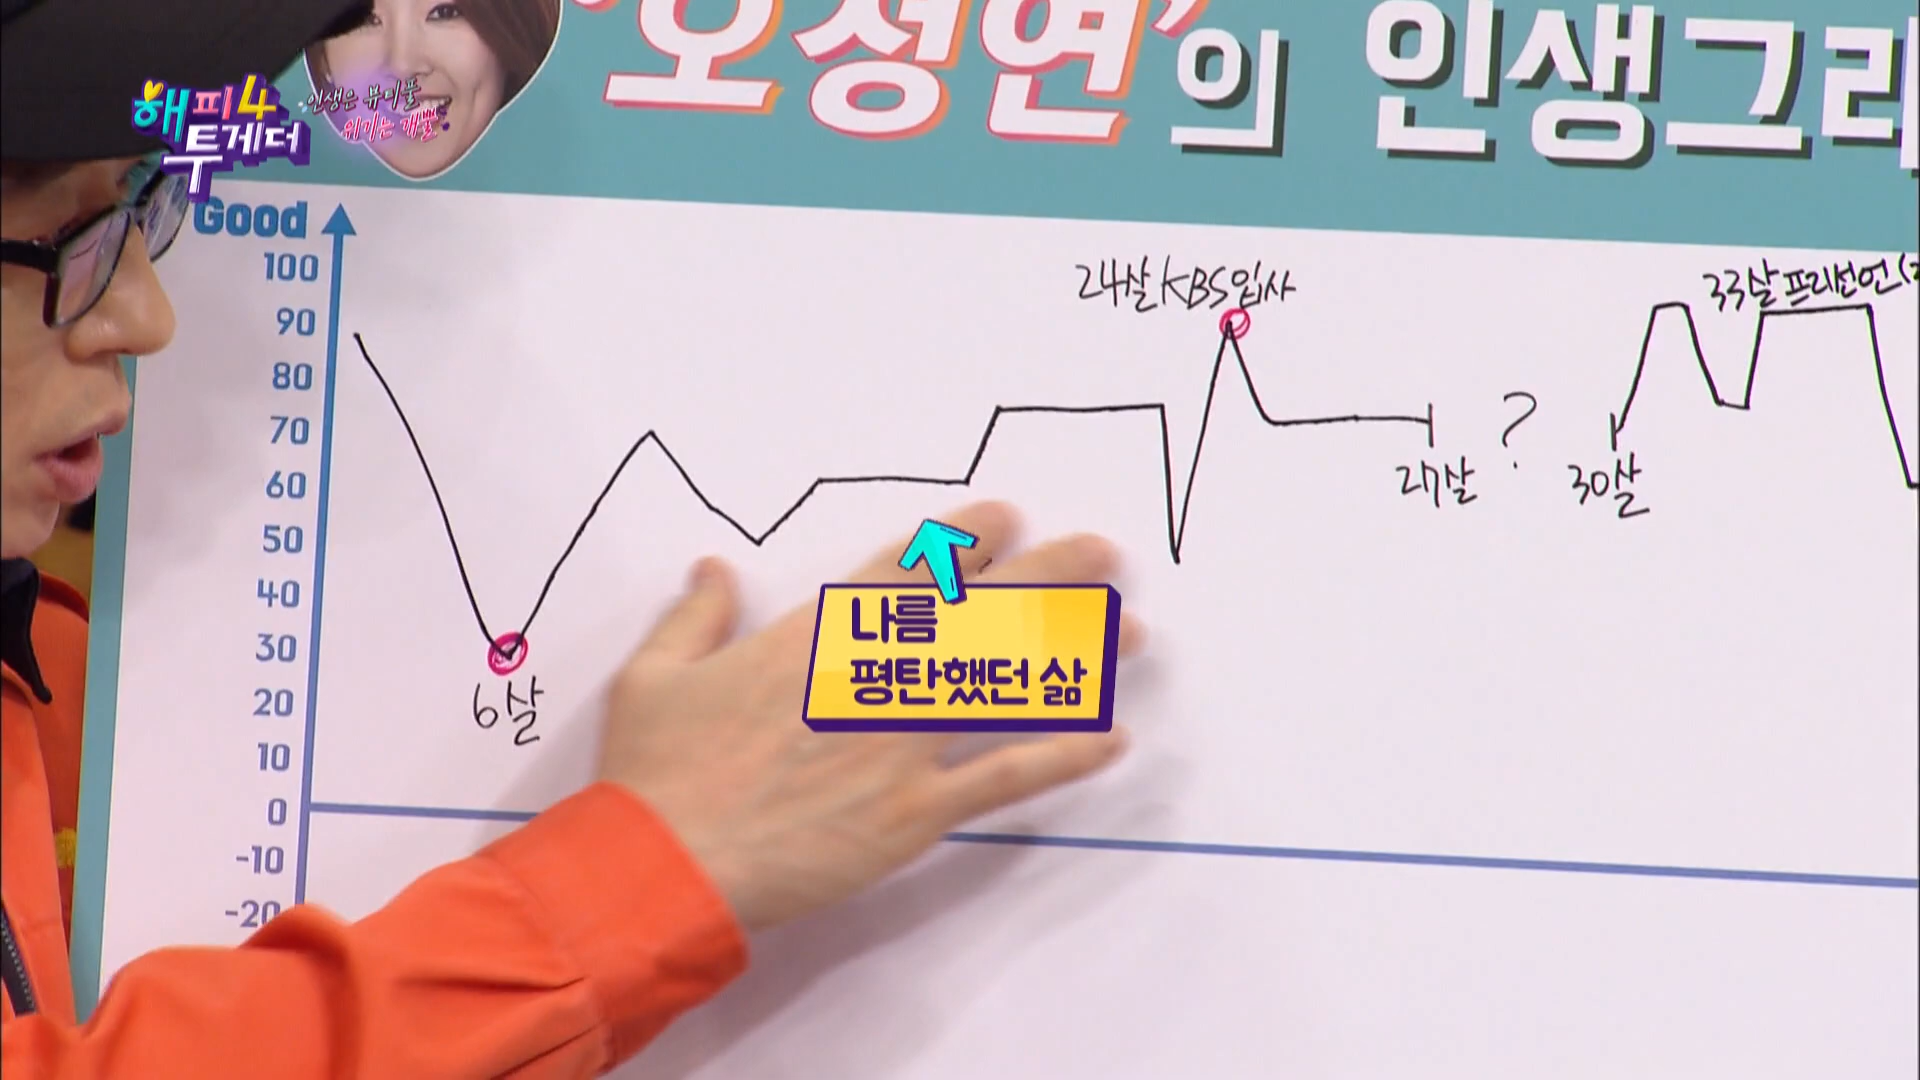 '오정연'의 인생그래
해피4
투게더
인생은 뷰티풀
위기는 개뿔
Good
100
90
80
70
60
50
40
30
20
10
0
-10
-20
24살 KBS입사
33살 프리선언(
27살
?
30살
6살
나름
평탄했던 삶